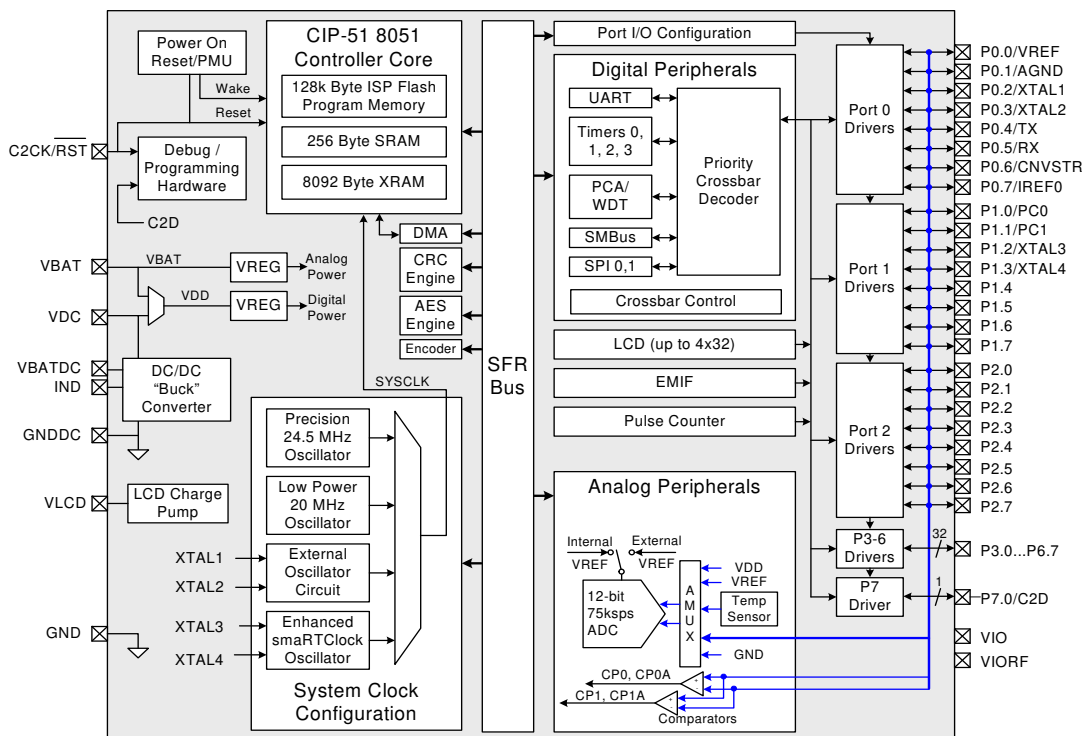 Power On
Reset/PMU
Wake
Reset
C2CK/RST
Debug /
Programming
Hardware
C2D
VBAT
VBAT
VREG
Analog
Power
VDC
VDD
VREG
Digital
Power
VBATDC
IND
DC/DC
“Buck”
Converter
GNDDC
VLCD
LCD Charge
Pump
XTAL1
XTAL2
XTAL3
XTAL4
GND
CIP-51 8051
Controller Core
128k Byte ISP Flash
Program Memory
256 Byte SRAM
8092 Byte XRAM
DMA
CRC
Engine
AES
Engine
Encoder
SYSCLK
Precision
24.5 MHz
Oscillator
Low Power
20 MHz
Oscillator
External
Oscillator
Circuit
Enhanced
smaRTClock
Oscillator
System Clock
Configuration
SFR
Bus
Port I/O Configuration
Digital Peripherals
UART
Timers 0,
1, 2, 3
PCA/
WDT
SMBus
SPI 0,1
Priority
Crossbar
Decoder
Crossbar Control
LCD (up to 4x32)
EMIF
Pulse Counter
Analog Peripherals
Internal
VREF
External
VREF
12-bit
75ksps
ADC
A
M
U
X
VDD
VREF
Temp
Sensor
GND
CP0, CP0A
+
-
CP1, CP1A
+
-
Comparators
Port 0
Drivers
Port 1
Drivers
Port 2
Drivers
P3-6
Drivers
P7
Driver
32
1
P0.0/VREF
P0.1/AGND
P0.2/XTAL1
P0.3/XTAL2
P0.4/TX
P0.5/RX
P0.6/CNVSTR
P0.7/IREF0
P1.0/PC0
P1.1/PC1
P1.2/XTAL3
P1.3/XTAL4
P1.4
P1.5
P1.6
P1.7
P2.0
P2.1
P2.2
P2.3
P2.4
P2.5
P2.6
P2.7
P3.0...P6.7
P7.0/C2D
VIO
VIORF